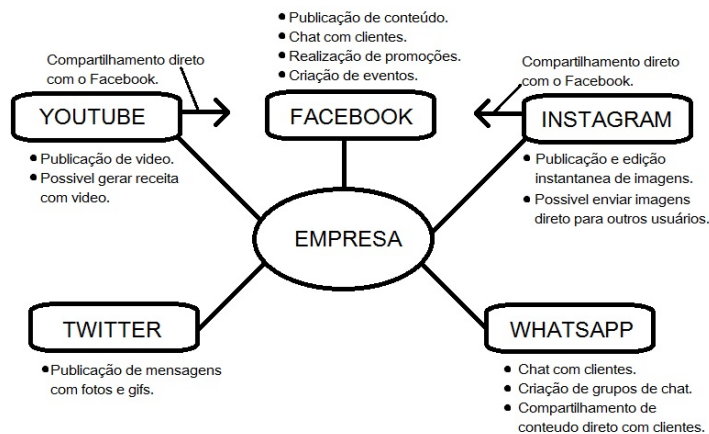 • Publicação de conteúdo.
• Chat com clientes.
• Realização de promoções.
• Criação de eventos.
Compartilhamento direto
com o Facebook.
Compartilhamento direto
com o Facebook.
YOUTUBE
FACEBOOK
INSTAGRAM
• Publicação de video.
• Possivel gerar receita
com video.
• Publicação e edição
instantanea de imagens.
• Possivel enviar imagens
direto para outros usuários.
EMPRESA
TWITTER
WHATSAPP
• Publicação de mensagens
com fotos e gifs.
• Chat com clientes.
• Criação de grupos de chat.
• Compartilhamento de
conteudo direto com clientes.